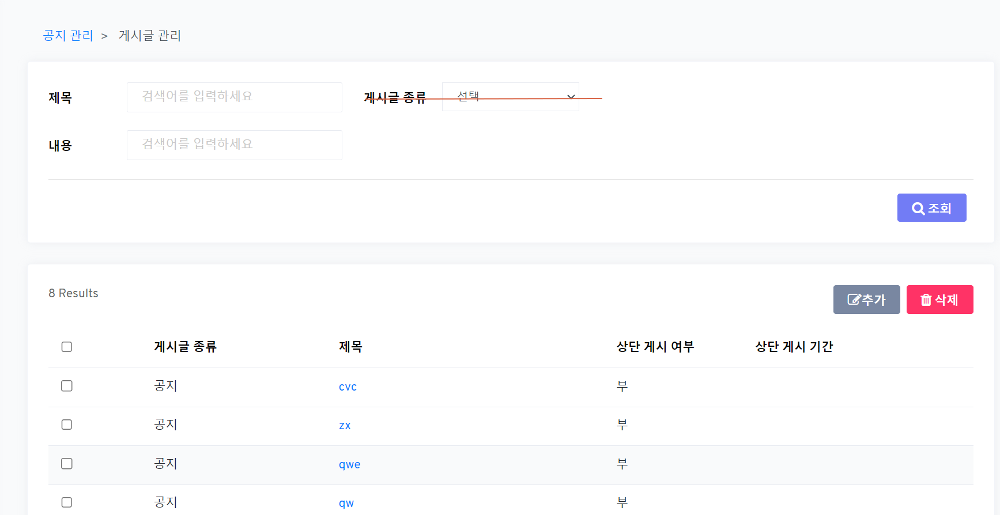 공지 관리 > 게시글 관리
제목 검색어를 입력하세요 게시글 종류 선택
내용 검색어를 입력하세요
조회
8 Results
추가 삭제
게시글 종류 제목 상단 게시 여부 상단 게시 기간
공지 cvc 부
공지 zx 부
공지 qwe 부
공지 qw 부